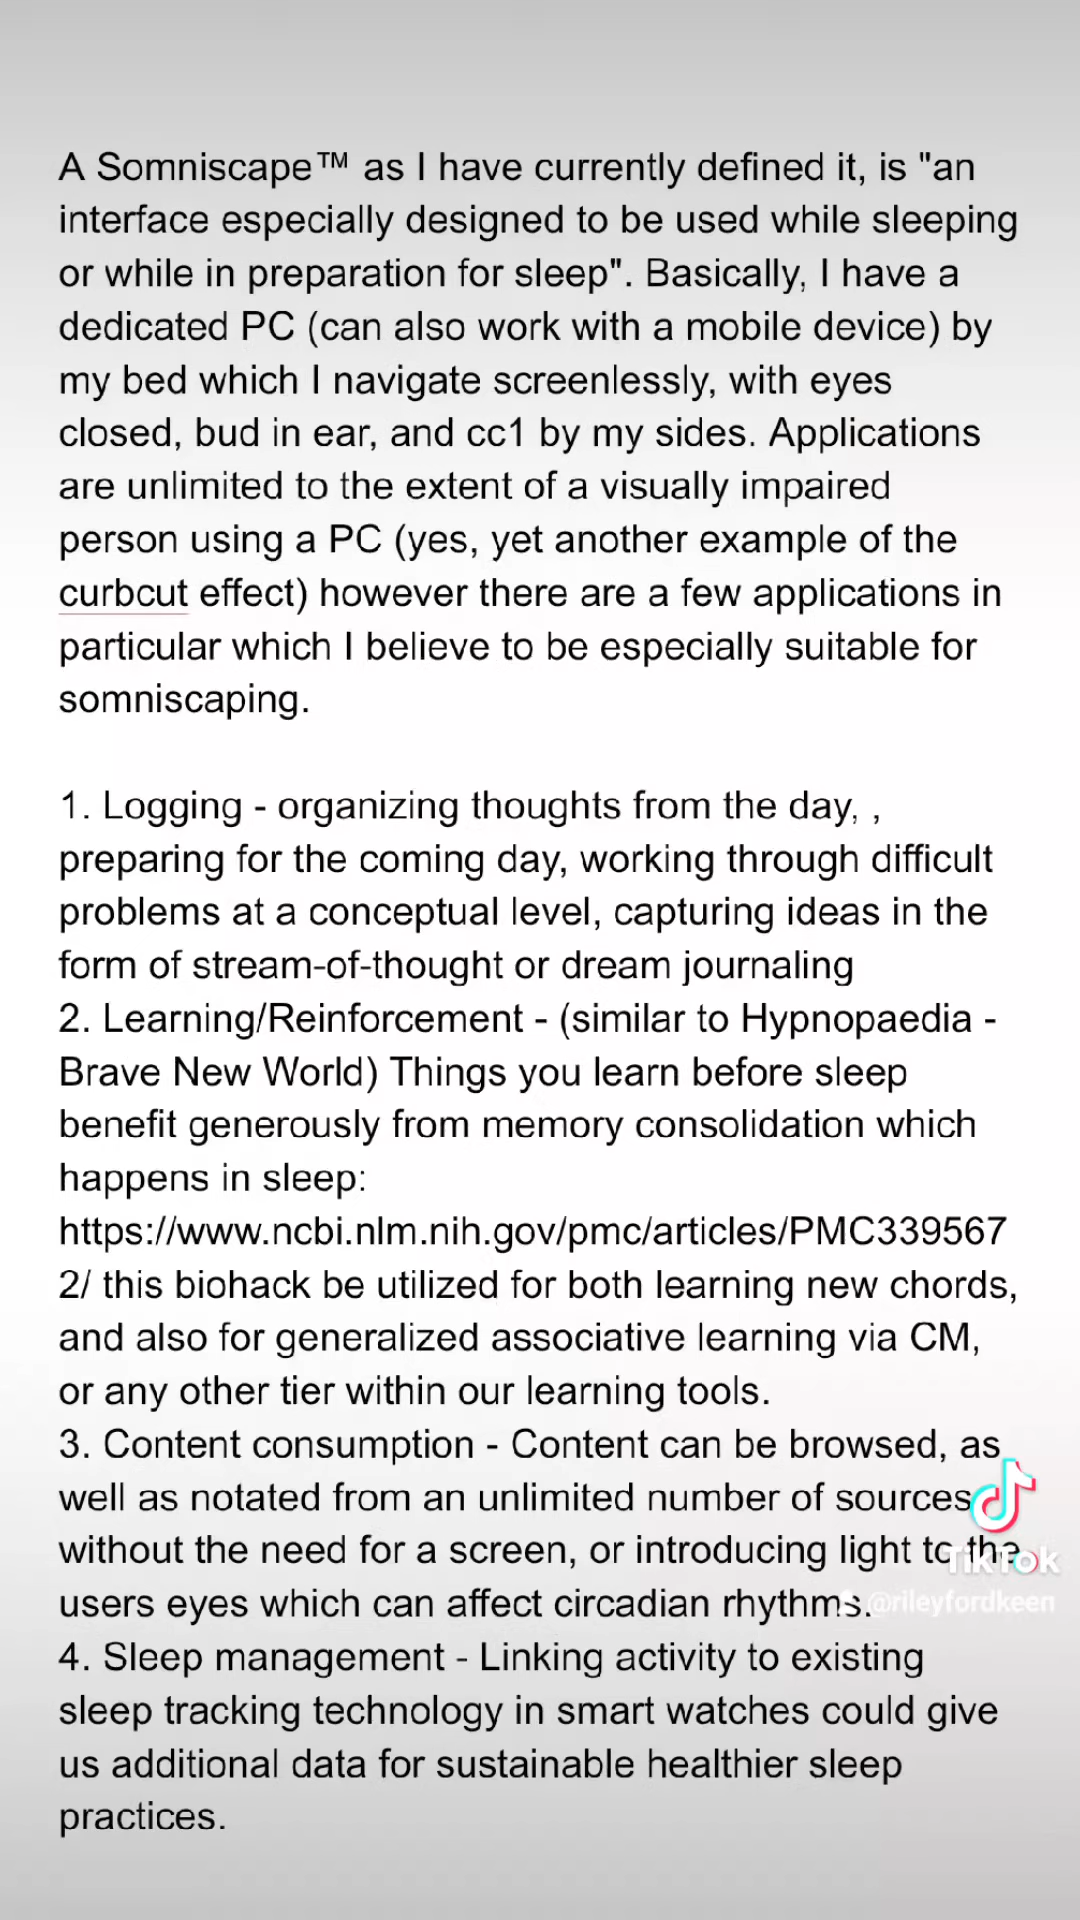 A Somniscape™ as I have currently defined it, is "an
interface especially designed to be used while sleeping
or while in preparation for sleep". Basically, I have a
dedicated PC (can also work with a mobile device) by
my bed which I navigate screenlessly, with eyes
closed, bud in ear, and cc1 by my sides. Applications
are unlimited to the extent of a visually impaired
person using a PC (yes, yet another example of the
curbcut effect) however there are a few applications in
particular which I believe to be especially suitable for
somniscaping.
1. Logging - organizing thoughts from the day, ,
preparing for the coming day, working through difficult
problems at a conceptual level, capturing ideas in the
form of stream-of-thought or dream journaling
2. Learning/Reinforcement - (similar to Hypnopaedia -
Brave New World) Things you learn before sleep
benefit generously from memory consolidation which
happens in sleep:
https://www.ncbi.nlm.nih.gov/pmc/articles/PMC339567
2/ this biohack be utilized for both learning new chords,
and also for generalized associative learning via CM,
or any other tier within our learning tools.
3. Content consumption - Content can be browsed, as
well as notated from an unlimited number of sources
without the need for a screen, or introducing light to the
users eyes which can affect circadian rhythms.
4. Sleep management - Linking activity to existing
sleep tracking technology in smart watches could give
us additional data for sustainable healthier sleep
practices.
TikTok
@rileyfordkeen